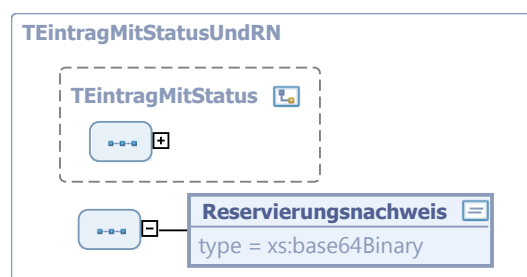 TEintragMitStatusUndRN
TEintragMitStatus
Reservierungsnachweis
type = xs:base64Binary